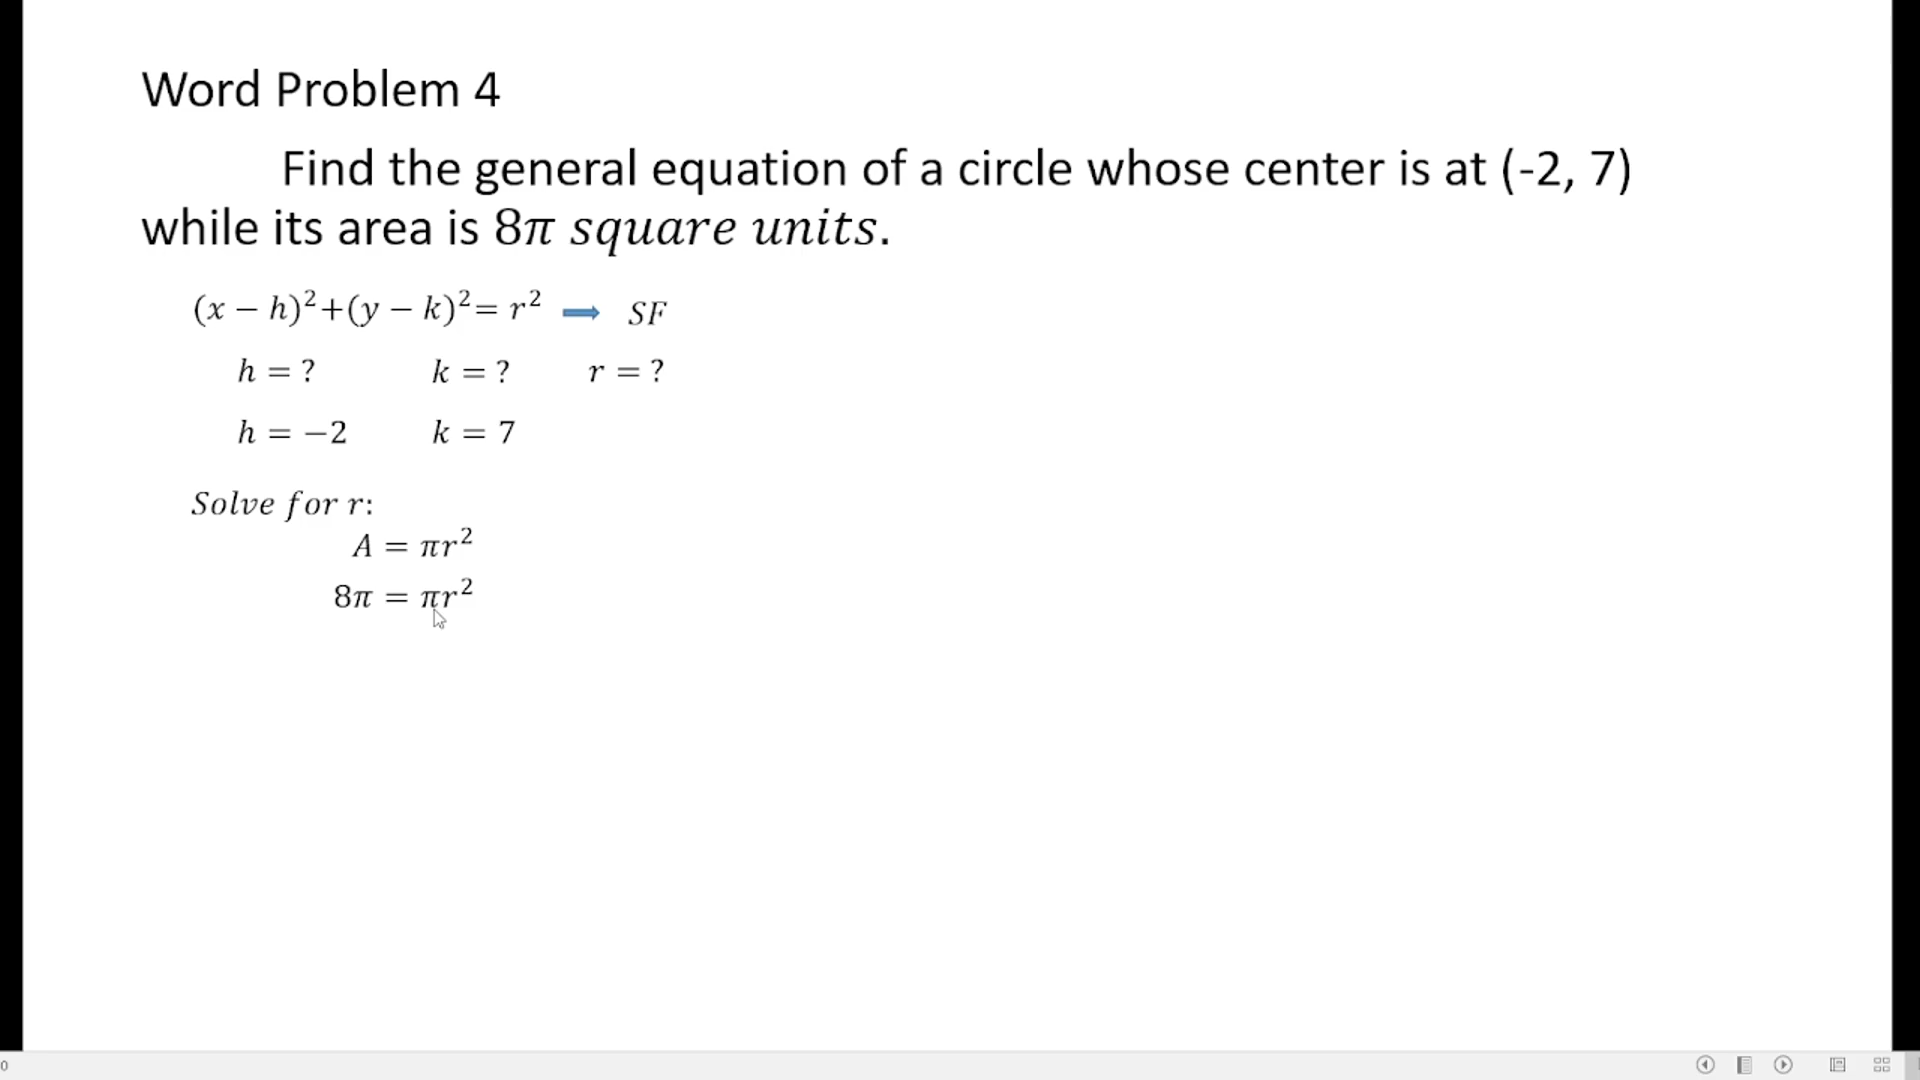 Word Problem 4
Find the general equation of a circle whose center is at (-2, 7)
while its area is 8π square units.
(x − h)²+(y − k)²= r² SF
h = ? k = ? r = ?
h = −2 k = 7
Solve for r:
A = πr²
8π = πr²
0